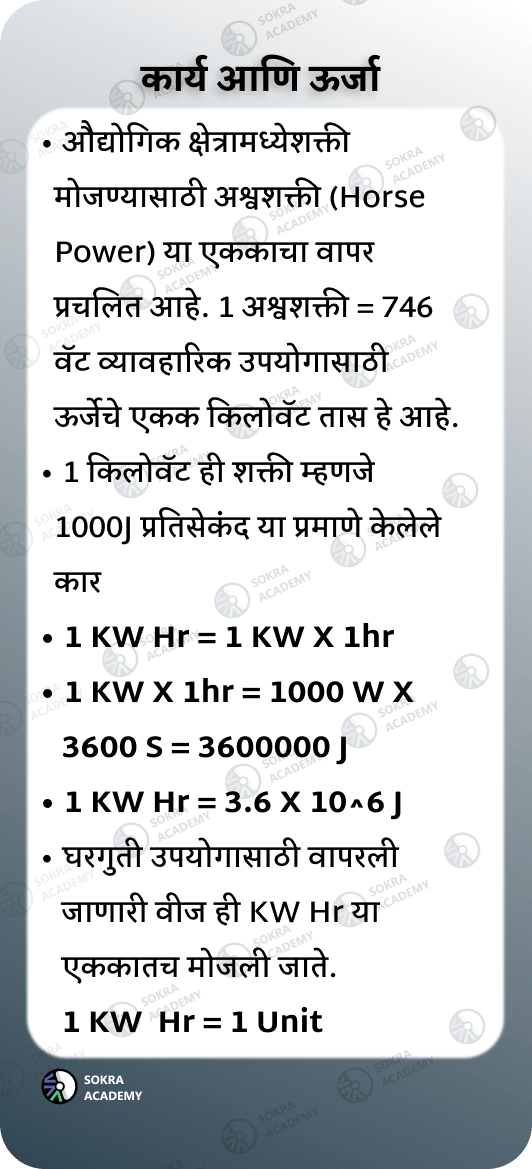 कार्य आणि ऊर्जा
• औद्योगिक क्षेत्रामध्येशक्ती
मोजण्यासाठी अश्वशक्ती (Horse
Power) या एककाचा वापर
प्रचलित आहे. 1 अश्वशक्ती = 746
वॅट व्यावहारिक उपयोगासाठी
ऊर्जेचे एकक किलोवॅट तास हे आहे.
• 1 किलोवॅट ही शक्ती म्हणजे
1000J प्रतिसेकंद या प्रमाणे केलेले
कार
• 1 KW Hr = 1 KW X 1hr
• 1 KW X 1hr = 1000 W X
3600 S = 3600000 J
• 1 KW Hr = 3.6 X 10^6 J
• घरगुती उपयोगासाठी वापरली
जाणारी वीज ही KW Hr या
एककातच मोजली जाते.
1 KW Hr = 1 Unit
SOKRA
ACADEMY